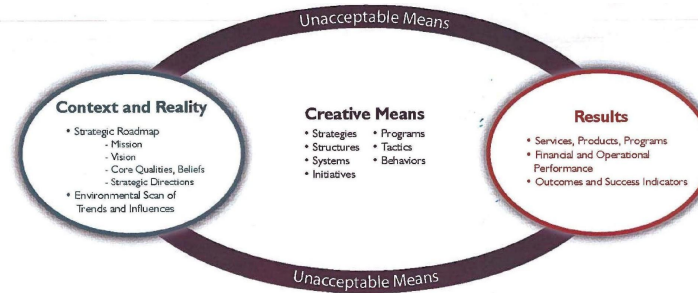 Unacceptable Means
Context and Reality
• Strategic Roadmap
- Mission
- Vision
- Core Qualities, Beliefs
- Strategic Directions
• Environmental Scan of
Trends and Influences
Creative Means
• Strategies • Programs
• Structures • Tactics
• Systems • Behaviors
• Initiatives
Results
• Services, Products, Programs
• Financial and Operational
Performance
• Outcomes and Success Indicators
Unacceptable Means